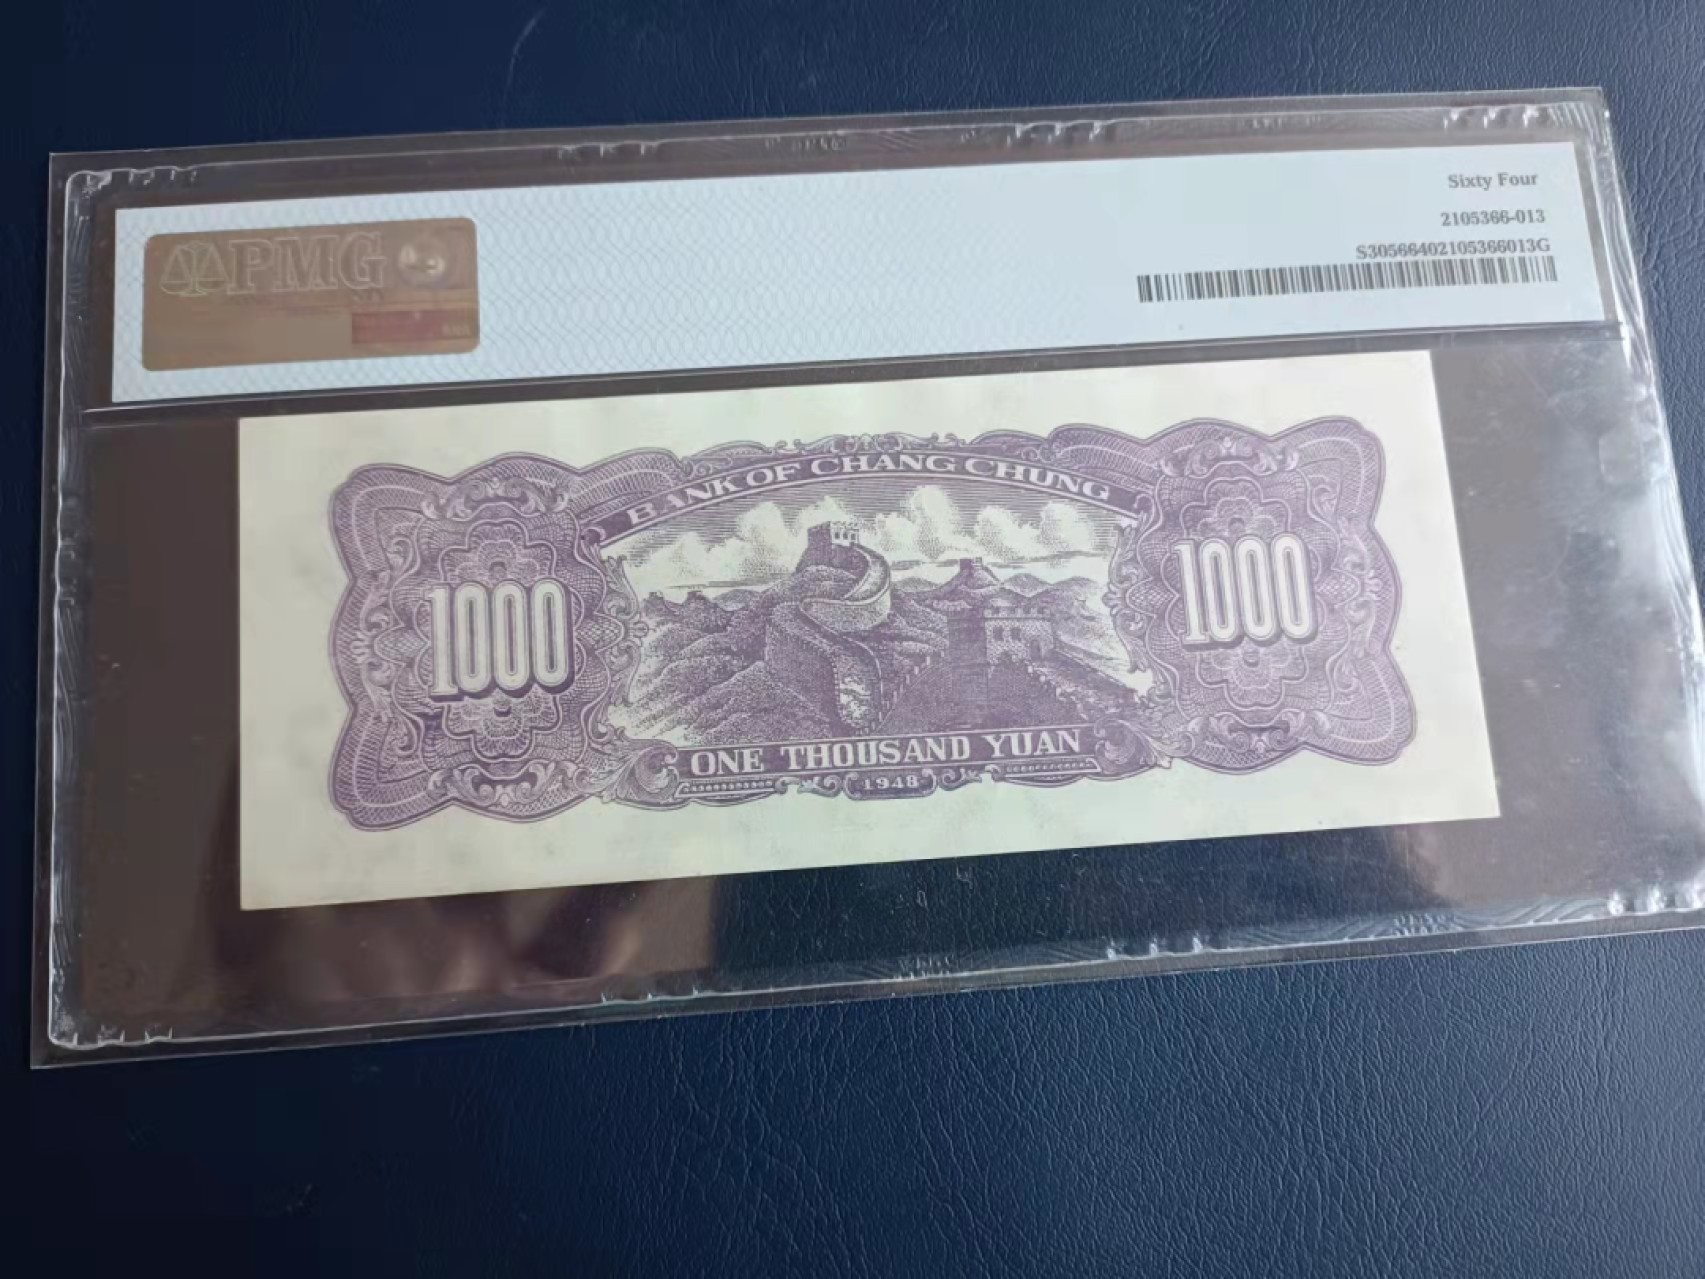 PMG
Sixty Four
2105366-013
S30566402105366013G
BANK OF CHANG CHUNG
1000
1000
ONE THOUSAND YUAN
1948